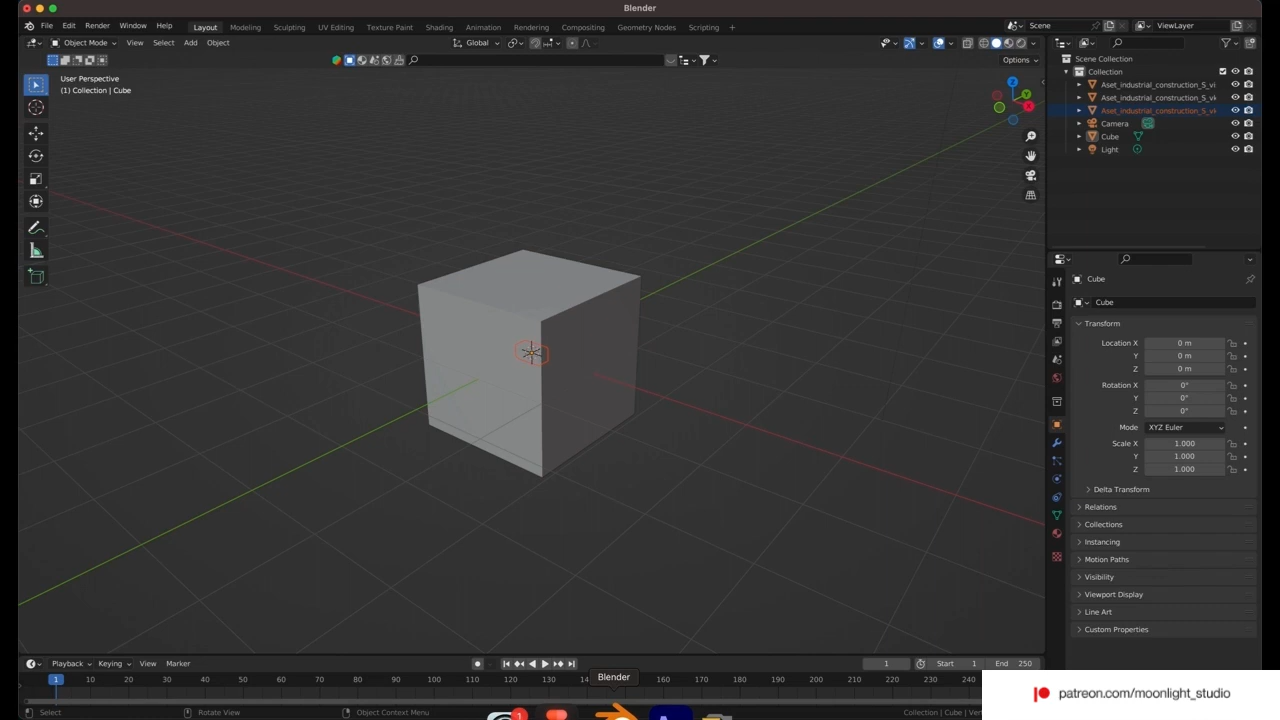 Blender
File Edit Render Window Help Layout Modeling Sculpting UV Editing Texture Paint Shading Animation Rendering Compositing Geometry Nodes Scripting + Scene ViewLayer
Object Mode View Select Add Object Global
Options
User Perspective
(1) Collection | Cube
Z
Y
X
Scene Collection
Collection
Aset_industrial_construction_S_vi
Aset_industrial_construction_S_vk
Aset_industrial_construction_S_vk
Camera
Cube
Light
Cube
Cube
Transform
Location X 0 m
Y 0 m
Z 0 m
Rotation X 0°
Y 0°
Z 0°
Mode XYZ Euler
Scale X 1.000
Y 1.000
Z 1.000
Delta Transform
Relations
Collections
Instancing
Motion Paths
Visibility
Viewport Display
Line Art
Custom Properties
Playback Keying View Marker 1 Start 1 End 250
Blender
1 10 20 30 40 50 60 70 80 90 100 110 120 130 160 170 180 190 200 210 220 230 240
patreon.com/moonlight_studio
Select Rotate View Object Context Menu 1 Collection | Cube | Ver